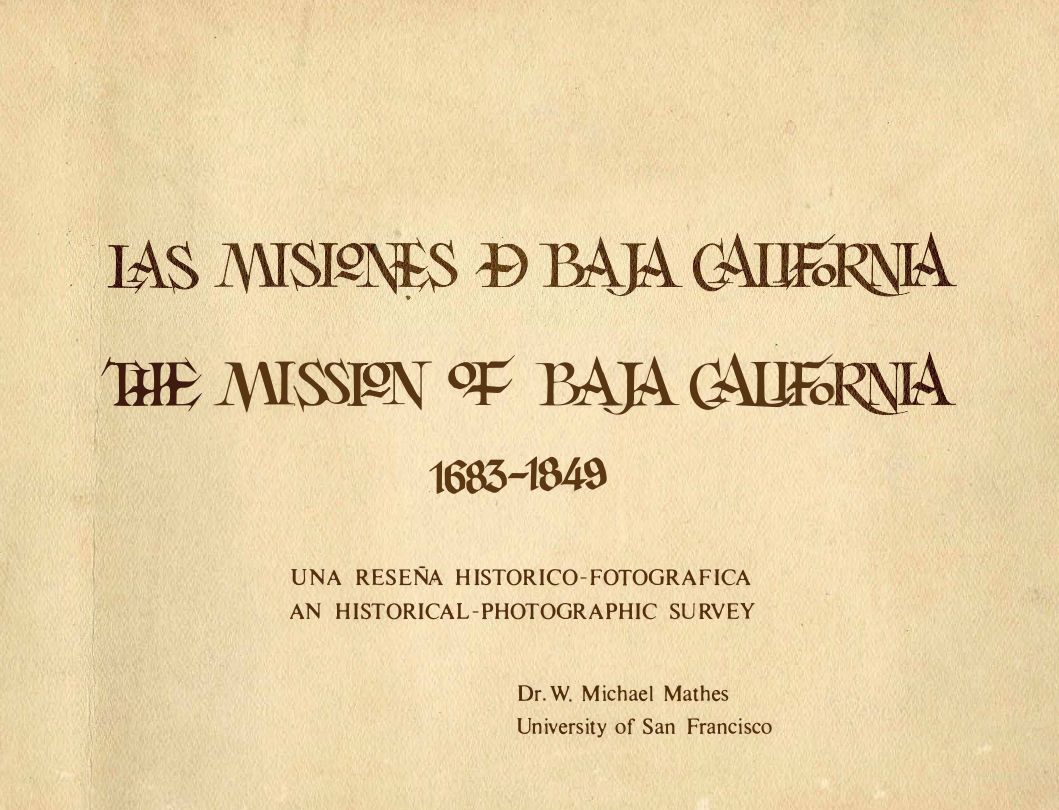 LAS MISIONES D BAJA CALIFORNIA
THE MISSION OF BAJA CALIFORNIA
1683-1849
UNA RESEÑA HISTORICO-FOTOGRAFICA
AN HISTORICAL-PHOTOGRAPHIC SURVEY
Dr. W. Michael Mathes
University of San Francisco